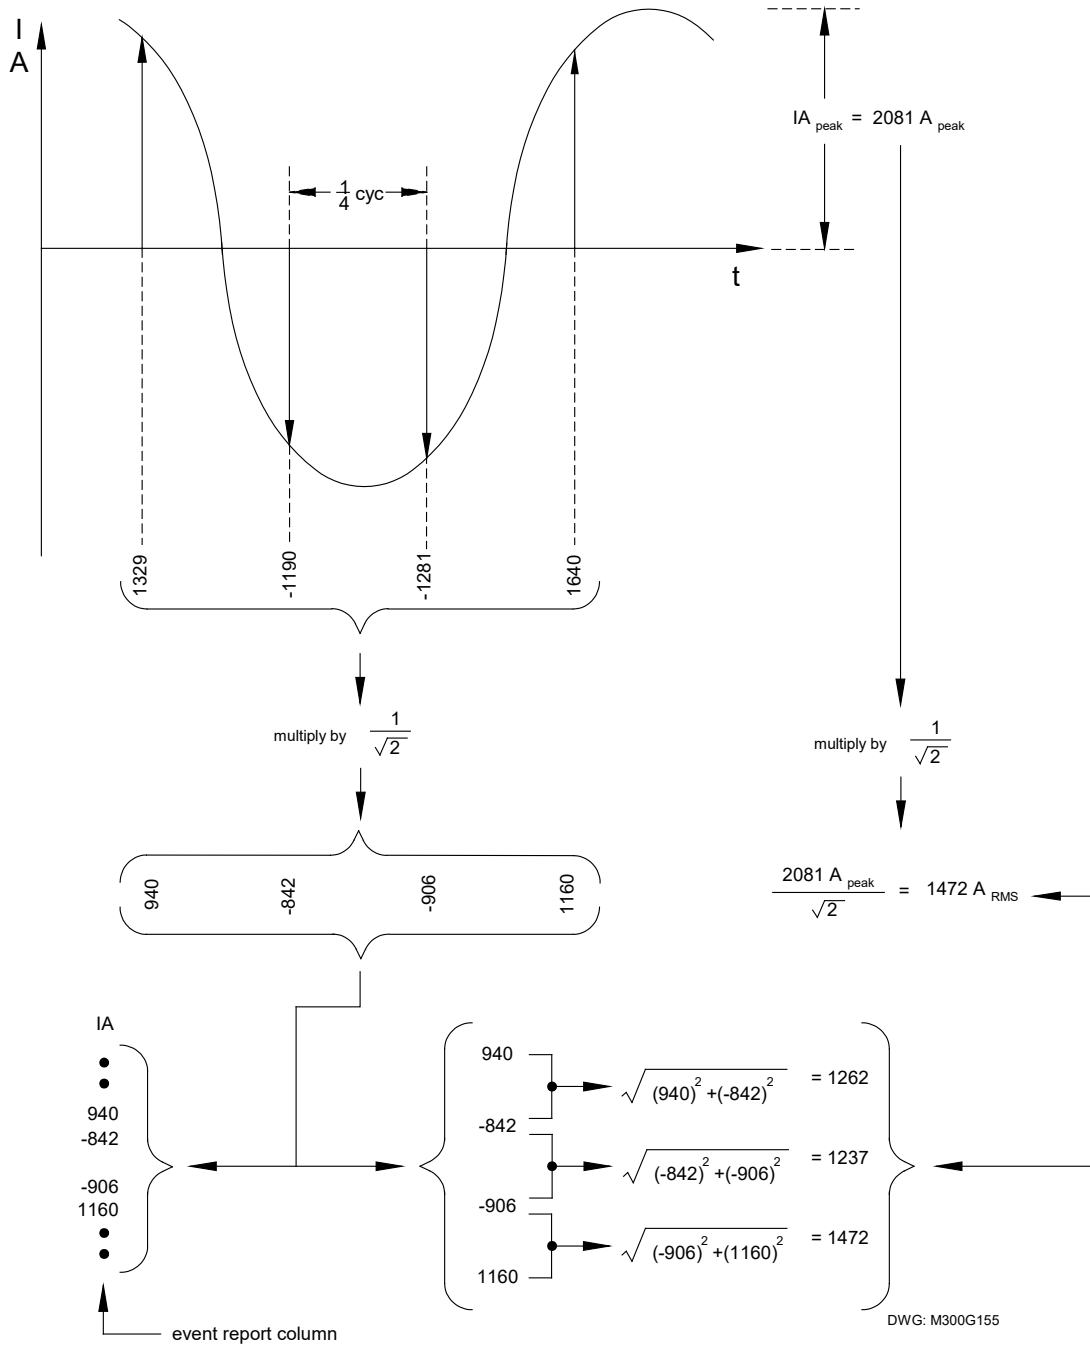 I
A
IA peak = 2081 A peak
1/4 cyc
t
1329
-1190
-1281
1640
multiply by 1/√2
multiply by 1/√2
940
-842
-906
1160
2081 A peak / √2 = 1472 A RMS
IA
940
-842
-906
1160
940
-842
-906
1160
√(940)² +(-842)² = 1262
√(-842)² +(-906)² = 1237
√(-906)² +(1160)² = 1472
DWG: M300G155
event report column